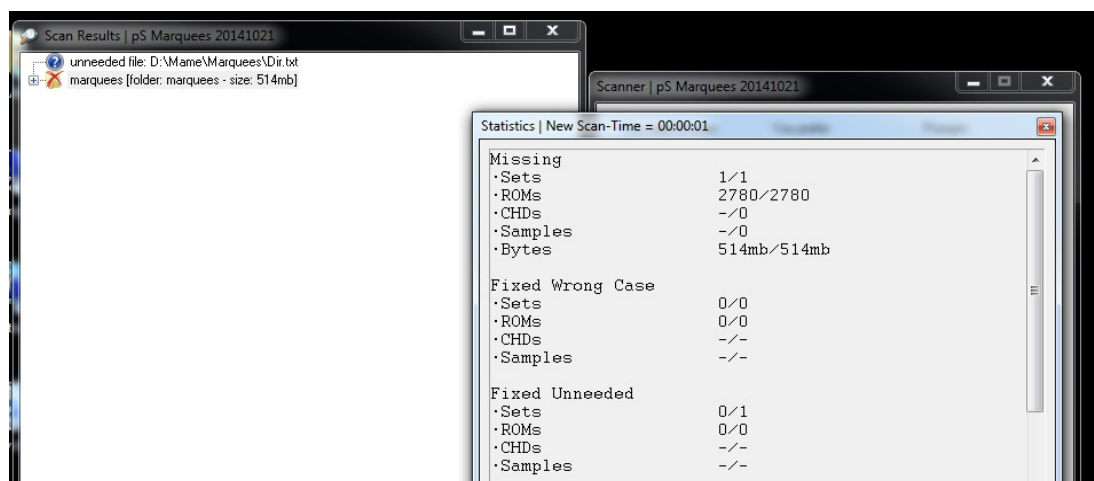 Scan Results | pS Marquees 20141021
unneeded file: D:\Mame\Marquees\Dir.txt
marquees [folder: marquees - size: 514mb]
Scanner | pS Marquees 20141021
Statistics | New Scan-Time = 00:00:01
Missing
·Sets 1/1
·ROMs 2780/2780
·CHDs -/0
·Samples -/0
·Bytes 514mb/514mb
Fixed Wrong Case
·Sets 0/0
·ROMs 0/0
·CHDs -/-
·Samples -/-
Fixed Unneeded
·Sets 0/1
·ROMs 0/0
·CHDs -/-
·Samples -/-